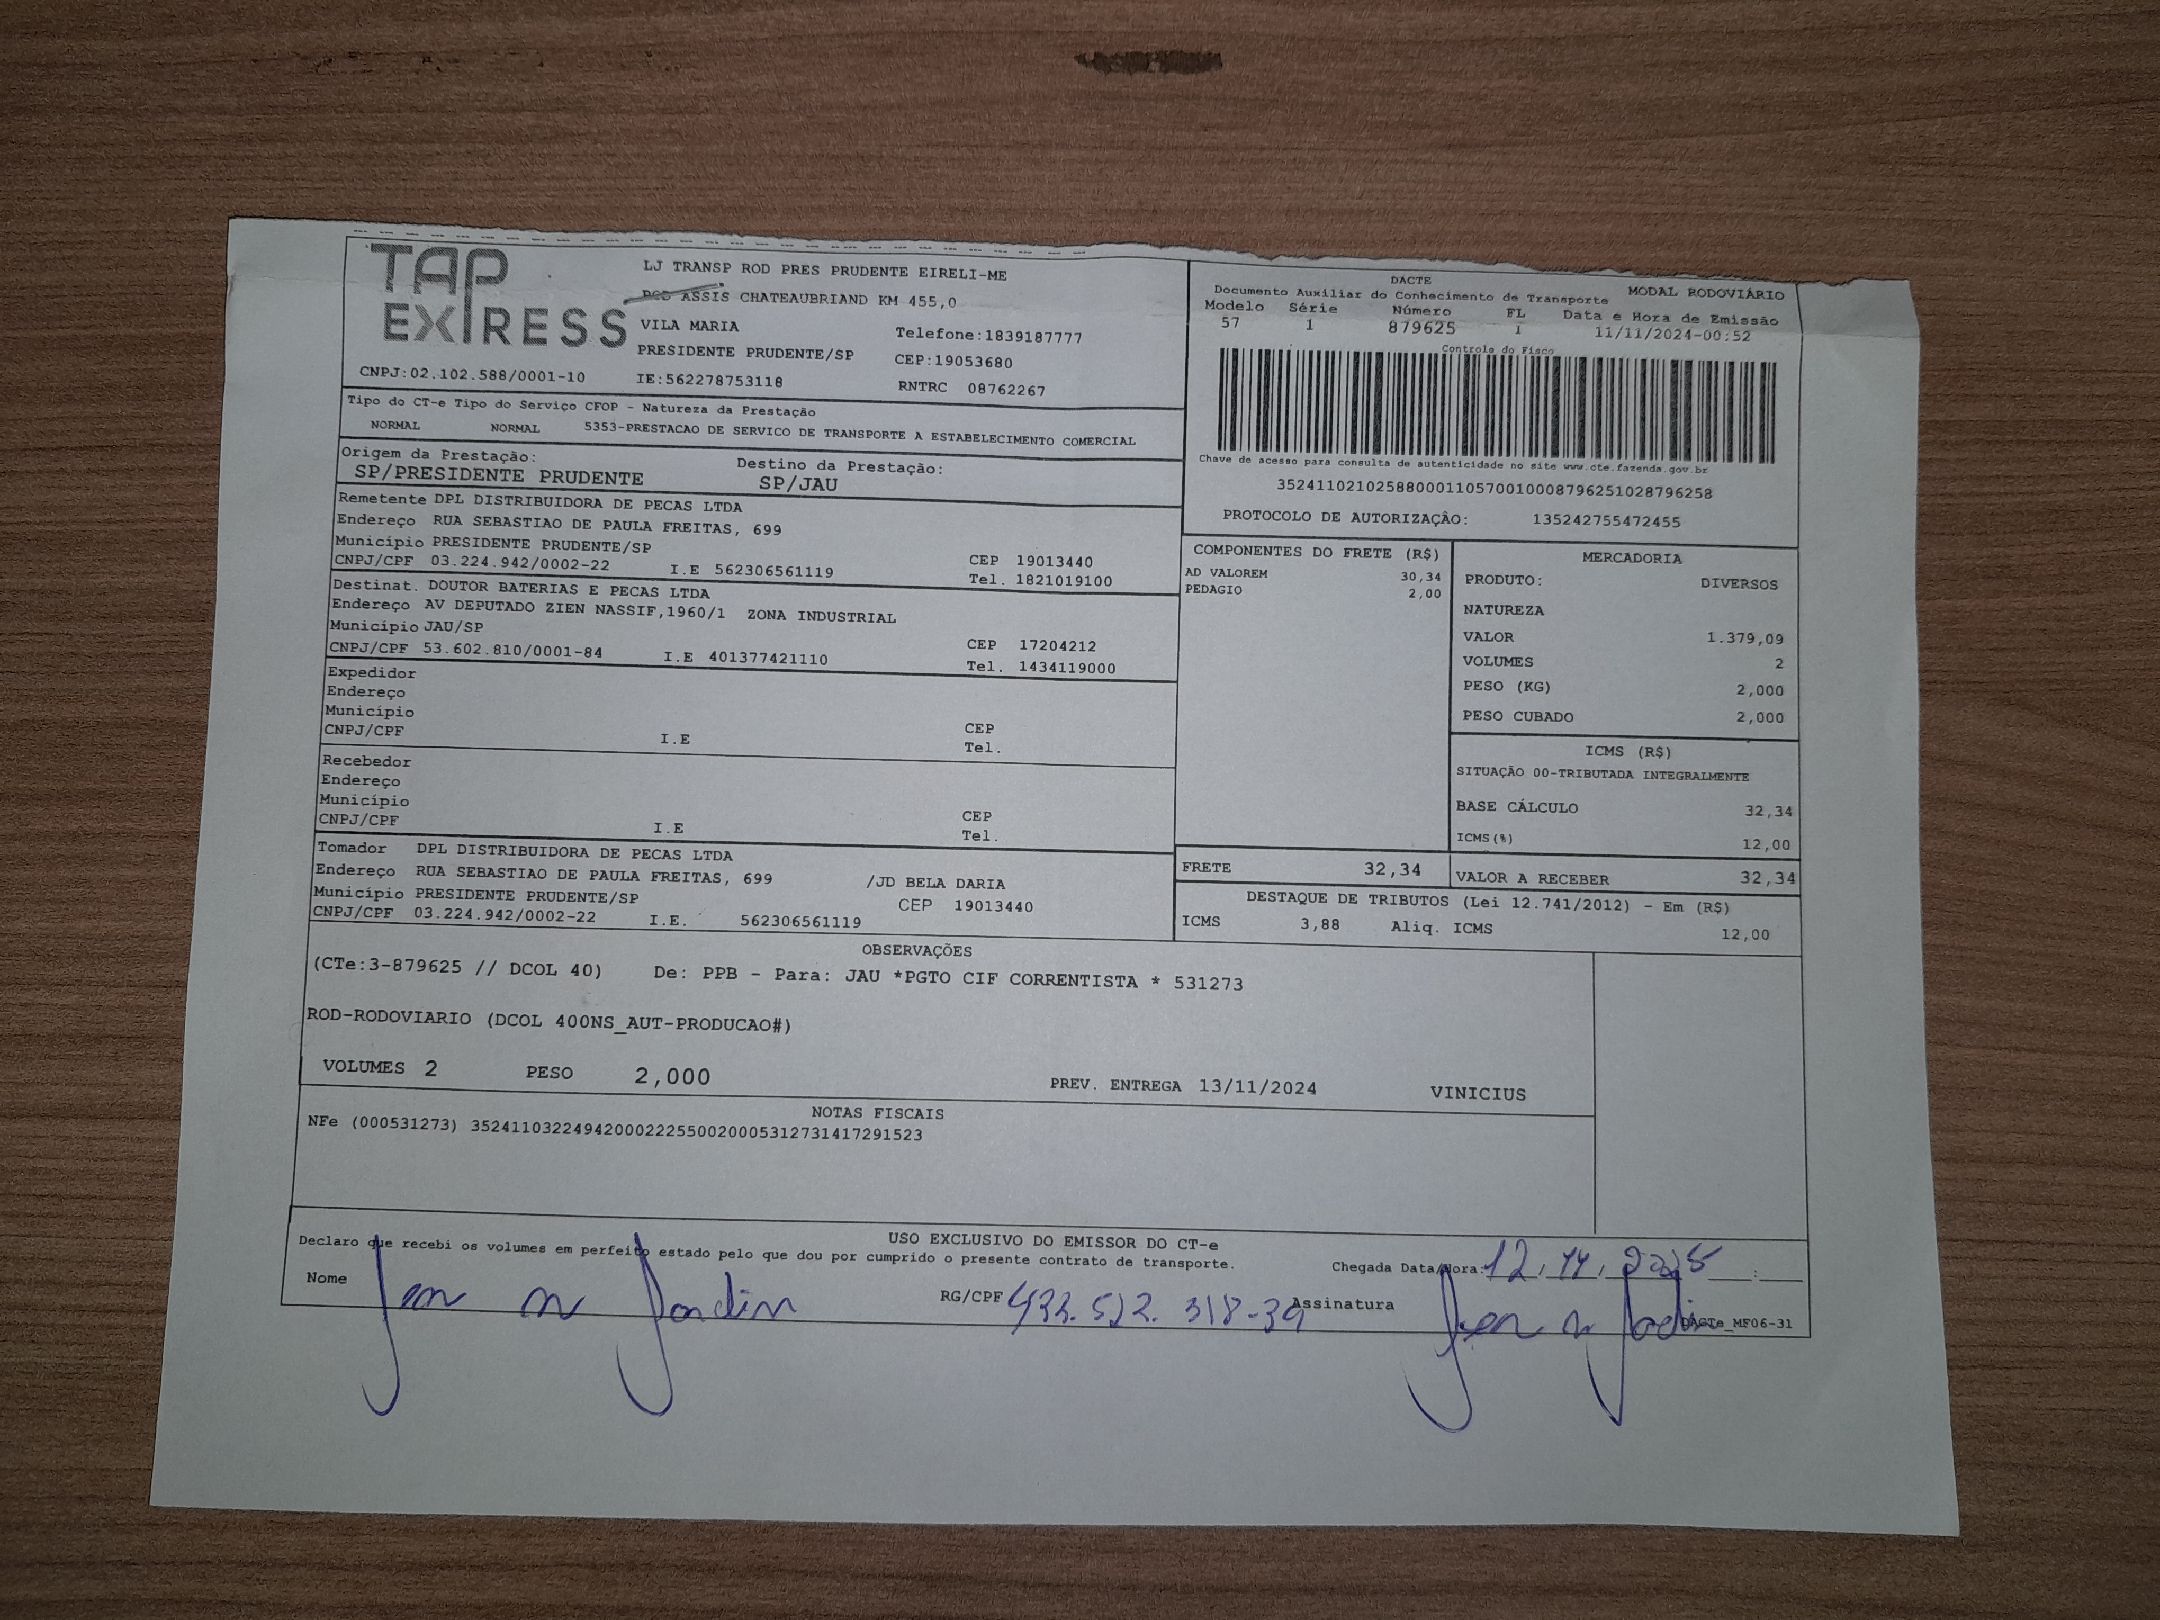 TAP
EXPRESS
CNPJ:02.102.588/0001-10
LJ TRANSP ROD PRES PRUDENTE EIRELI-ME
ROD ASSIS CHATEAUBRIAND KM 455,0
VILA MARIA
Telefone:1839187777
PRESIDENTE PRUDENTE/SP
CEP:19053680
IE:562278753118
RNTRC 08762267
DACTE
MODAL RODOVIÁRIO
Documento Auxiliar do Conhecimento de Transporte
Modelo Série Número FL Data e Hora de Emissão
57 1 879625 1 11/11/2024-00:52
Controle do Fisco
Chave de acesso para consulta de autenticidade no site www.cte.fazenda.gov.br
35241102102588000110570010008796251028796258
PROTOCOLO DE AUTORIZAÇÂO: 135242755472455
Tipo do CT-e Tipo do Serviço CFOP - Natureza da Prestação
NORMAL NORMAL 5353-PRESTACAO DE SERVICO DE TRANSPORTE A ESTABELECIMENTO COMERCIAL
Origem da Prestação: Destino da Prestação:
SP/PRESIDENTE PRUDENTE SP/JAU
Remetente DPL DISTRIBUIDORA DE PECAS LTDA
Endereço RUA SEBASTIAO DE PAULA FREITAS, 699
Município PRESIDENTE PRUDENTE/SP CEP 19013440
CNPJ/CPF 03.224.942/0002-22 I.E 562306561119 Tel. 1821019100
Destinat. DOUTOR BATERIAS E PECAS LTDA
Endereço AV DEPUTADO ZIEN NASSIF,1960/1 ZONA INDUSTRIAL
Município JAU/SP CEP 17204212
CNPJ/CPF 53.602.810/0001-84 I.E 401377421110 Tel. 1434119000
Expedidor
Endereço
Município CEP
CNPJ/CPF I.E Tel.
Recebedor
Endereço
Município CEP
CNPJ/CPF I.E Tel.
Tomador DPL DISTRIBUIDORA DE PECAS LTDA
Endereço RUA SEBASTIAO DE PAULA FREITAS, 699 /JD BELA DARIA
Município PRESIDENTE PRUDENTE/SP CEP 19013440
CNPJ/CPF 03.224.942/0002-22 I.E. 562306561119
COMPONENTES DO FRETE (R$)
AD VALOREM 30,34
PEDAGIO 2,00
MERCADORIA
PRODUTO: DIVERSOS
NATUREZA
VALOR 1.379,09
VOLUMES 2
PESO (KG) 2,000
PESO CUBADO 2,000
ICMS (R$)
SITUAÇÃO 00-TRIBUTADA INTEGRALMENTE
BASE CÁLCULO 32,34
ICMS(%) 12,00
FRETE 32,34
VALOR A RECEBER 32,34
DESTAQUE DE TRIBUTOS (Lei 12.741/2012) - Em (R$)
ICMS 3,88 Aliq. ICMS 12,00
OBSERVAÇÕES
(CTe:3-879625 // DCOL 40) De: PPB - Para: JAU *PGTO CIF CORRENTISTA * 531273
ROD-RODOVIARIO (DCOL 400NS_AUT-PRODUCAO#)
VOLUMES 2 PESO 2,000 PREV. ENTREGA 13/11/2024 VINICIUS
NOTAS FISCAIS
NFe (000531273) 35241103224942000222550020005312731417291523
USO EXCLUSIVO DO EMISSOR DO CT-e
Declaro que recebi os volumes em perfeito estado pelo que dou por cumprido o presente contrato de transporte.
Chegada Data/Hora: : 
Nome
RG/CPF 433.512.318-39
Assinatura
DACTe_MF06-31